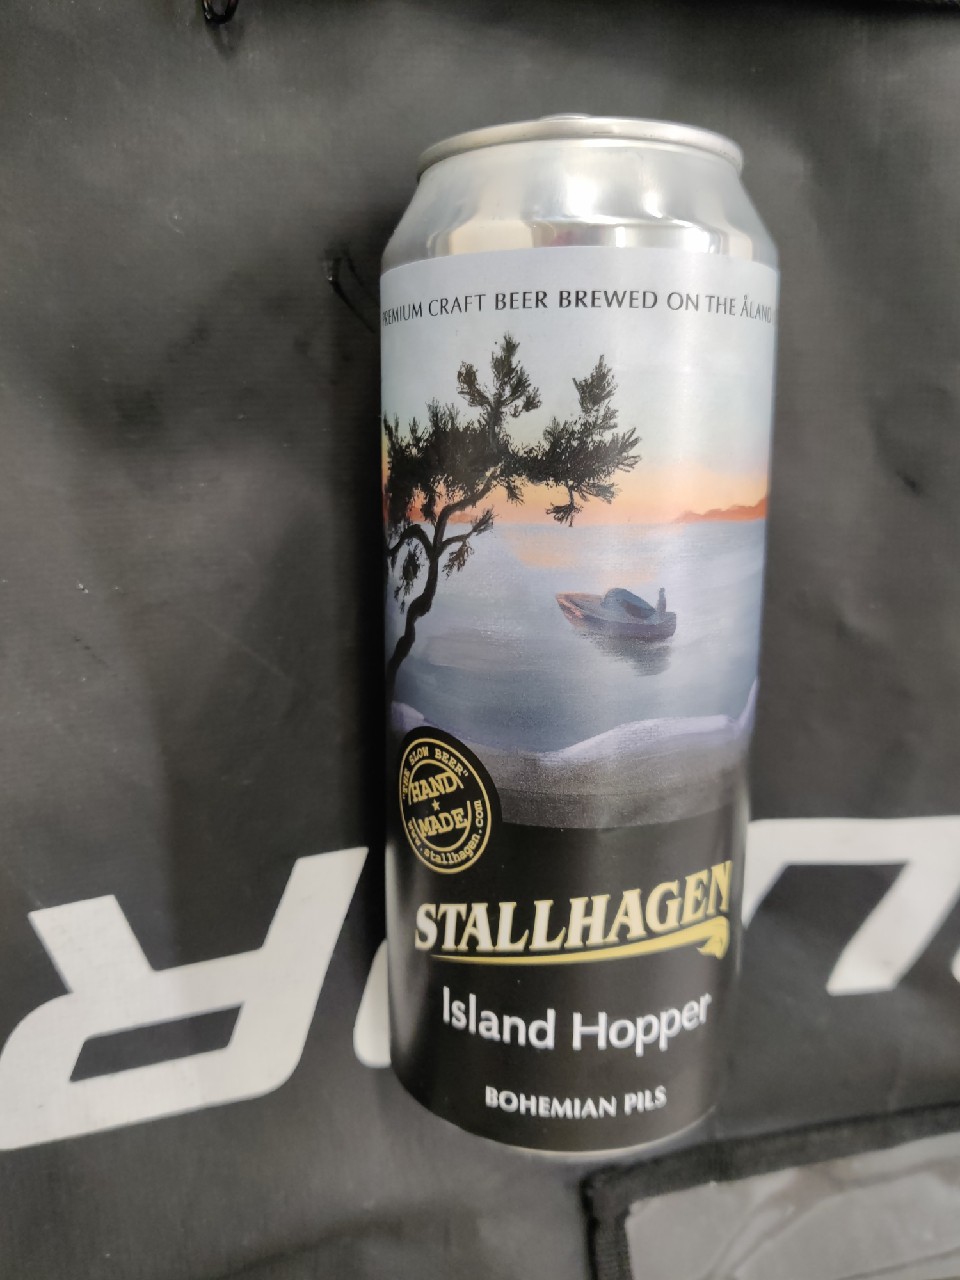 PREMIUM CRAFT BEER BREWED ON THE ÅLAND
"THE SLOW BEER"
HAND
MADE
www.stallhagen.com
STALLHAGEN
Island Hopper
BOHEMIAN PILS